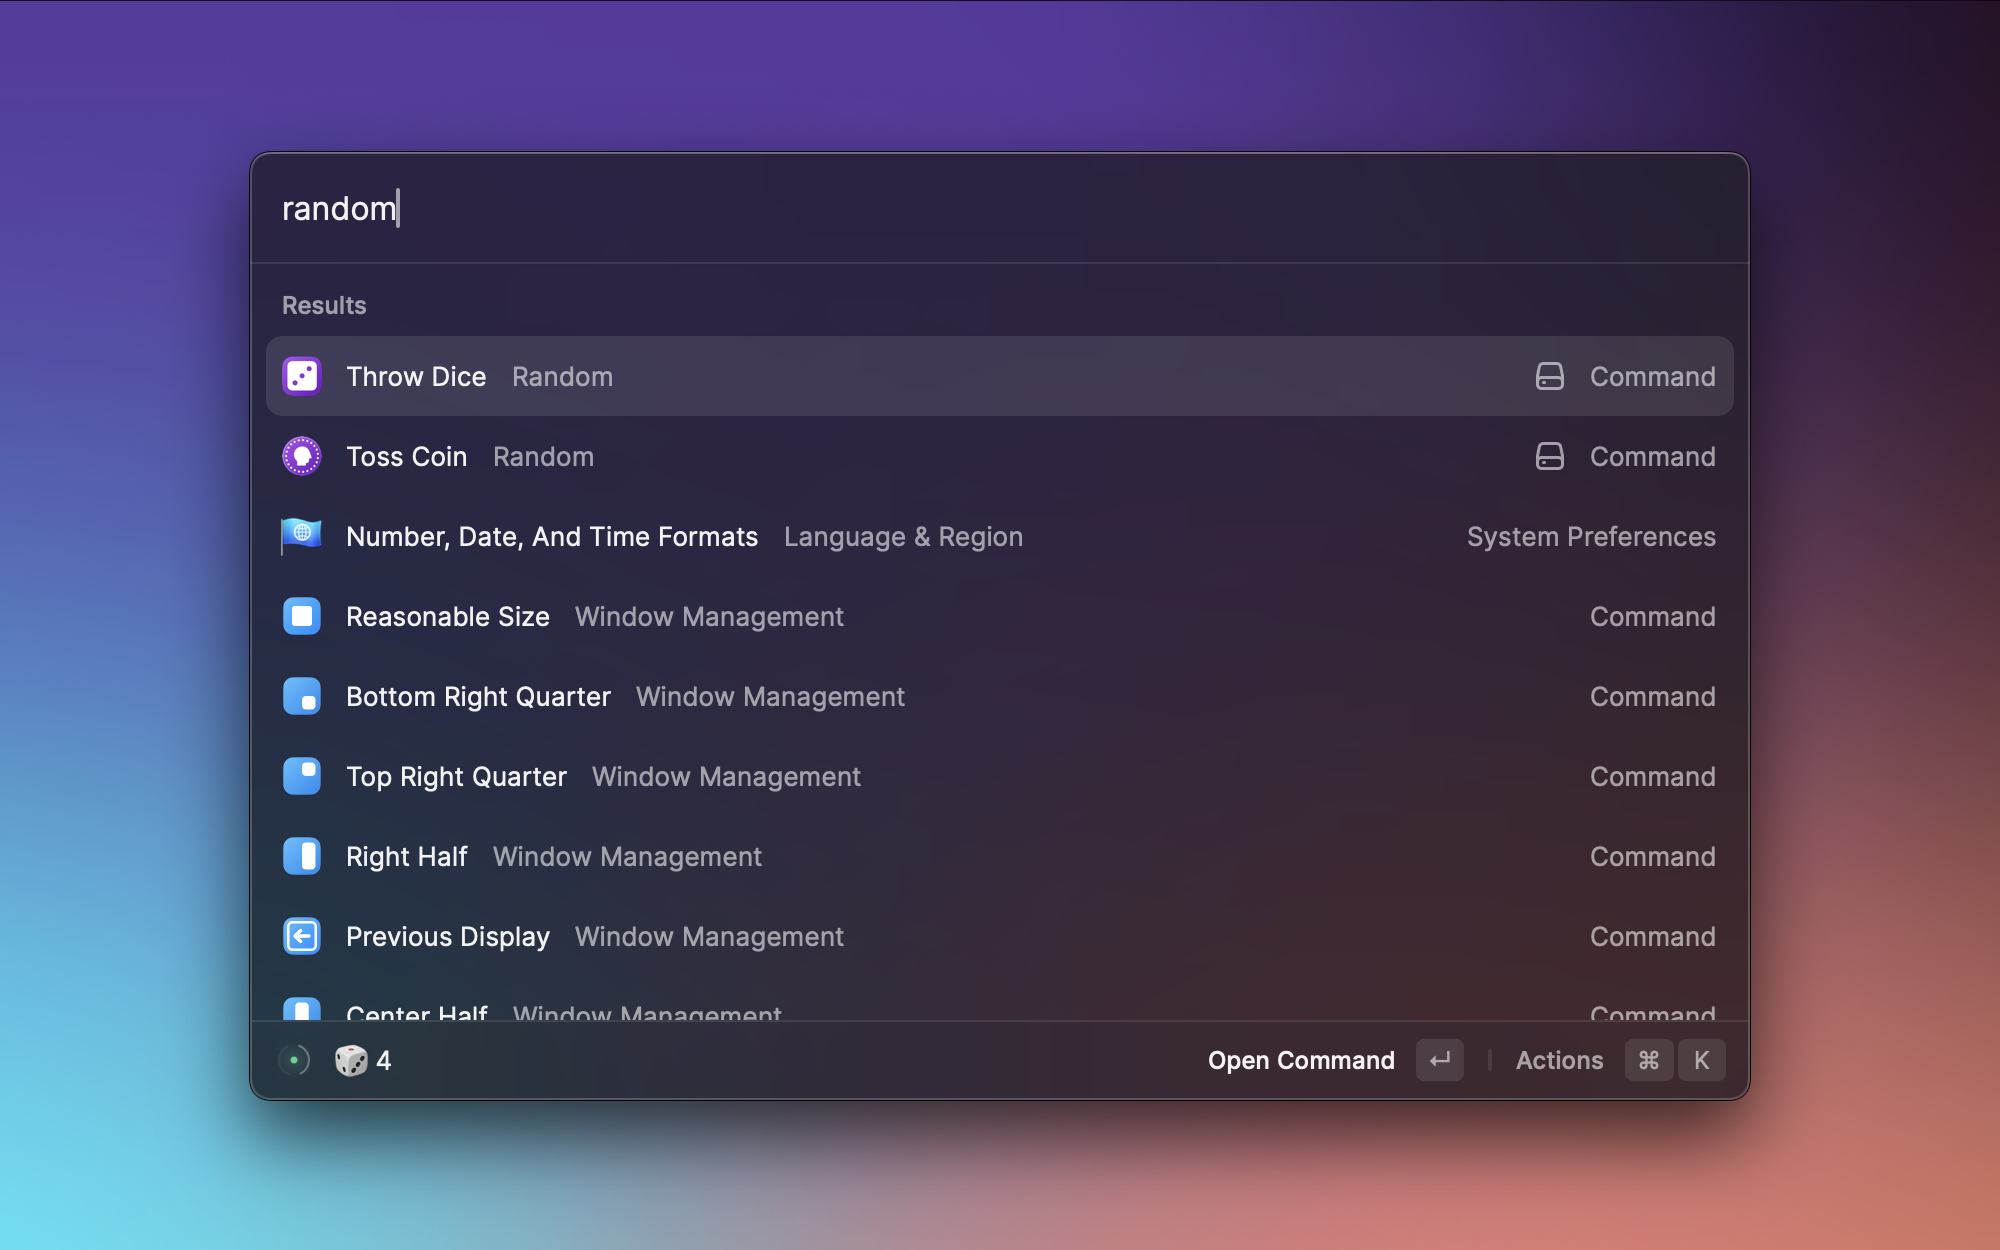 random
Results
Throw Dice Random Command
Toss Coin Random Command
Number, Date, And Time Formats Language & Region System Preferences
Reasonable Size Window Management Command
Bottom Right Quarter Window Management Command
Top Right Quarter Window Management Command
Right Half Window Management Command
Previous Display Window Management Command
Center Half Window Management Command
4 Open Command ↵ Actions ⌘ K